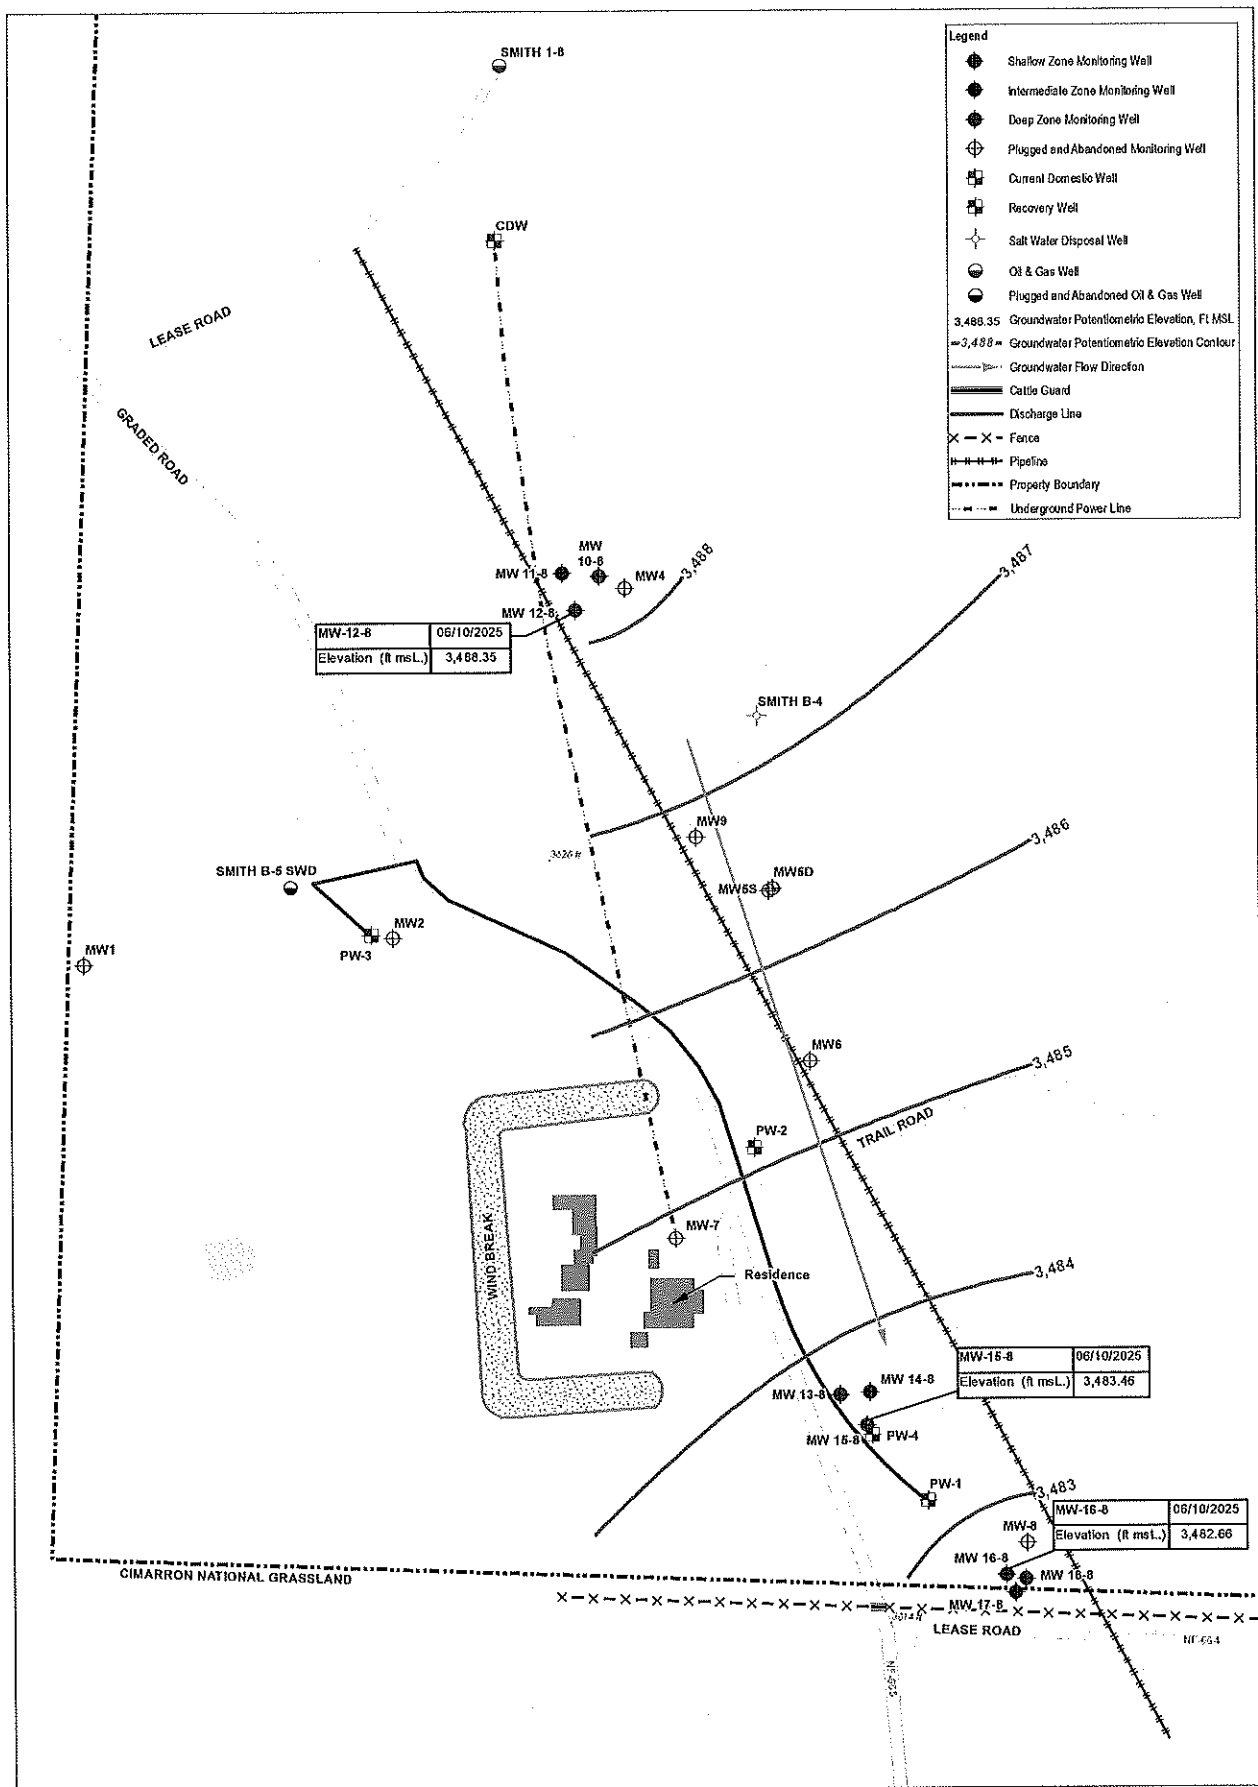 SMITH 1-8
Legend
Shallow Zone Monitoring Well
Intermediate Zone Monitoring Well
Deep Zone Monitoring Well
Plugged and Abandoned Monitoring Well
Current Domestic Well
Recovery Well
Salt Water Disposal Well
Oil & Gas Well
Plugged and Abandoned Oil & Gas Well
3,488.35 Groundwater Potentiometric Elevation, Ft MSL
3,488 Groundwater Potentiometric Elevation Contour
Groundwater Flow Direction
Cattle Guard
Discharge Line
Fence
Pipeline
Property Boundary
Underground Power Line
CDW
LEASE ROAD
GRADED ROAD
MW
10-8
MW 11-8
MW4
3,488
3,487
MW 12-8
MW-12-8 06/10/2025
Elevation (ft msL.) 3,488.35
SMITH B-4
MW9
3,486
3026 ft
SMITH B-5 SWD
MW5D
MW5S
MW2
PW-3
MW1
MW6
3,485
TRAIL ROAD
PW-2
WIND BREAK
MW-7
Residence
3,484
MW-15-8 06/10/2025
Elevation (ft msL.) 3,483.46
MW 14-8
MW 13-8
MW 15-8
PW-4
PW-1
3,483
MW-16-8 06/10/2025
Elevation (ft msL.) 3,482.66
MW-8
MW 16-8
MW 18-8
MW 17-8
CIMARRON NATIONAL GRASSLAND
3014 ft
LEASE ROAD
NF-664